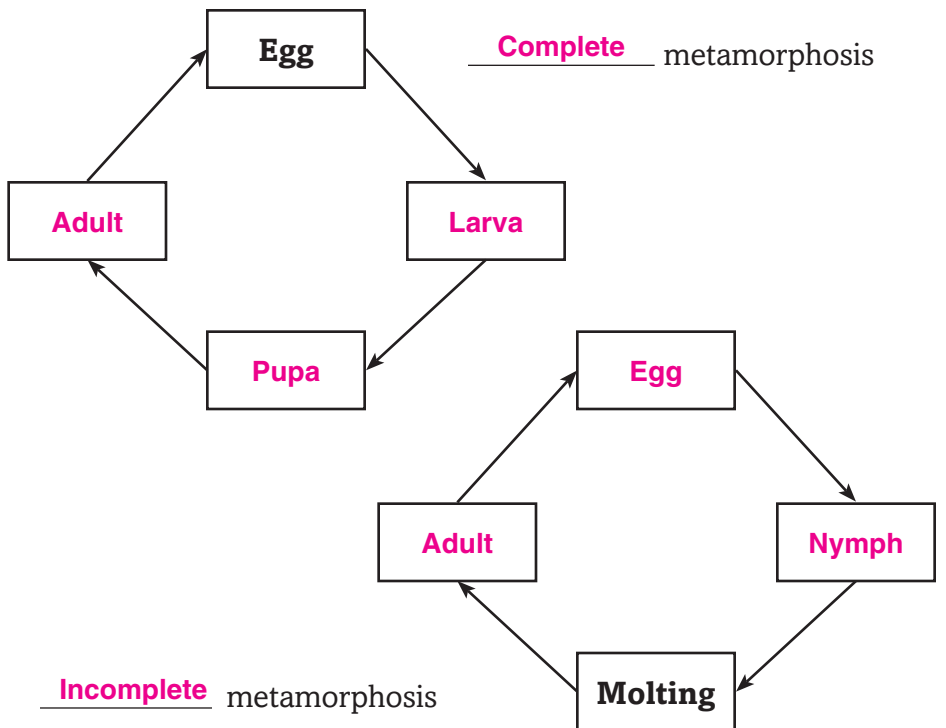 Egg
Complete metamorphosis
Adult
Larva
Pupa
Egg
Adult
Nymph
Molting
Incomplete metamorphosis